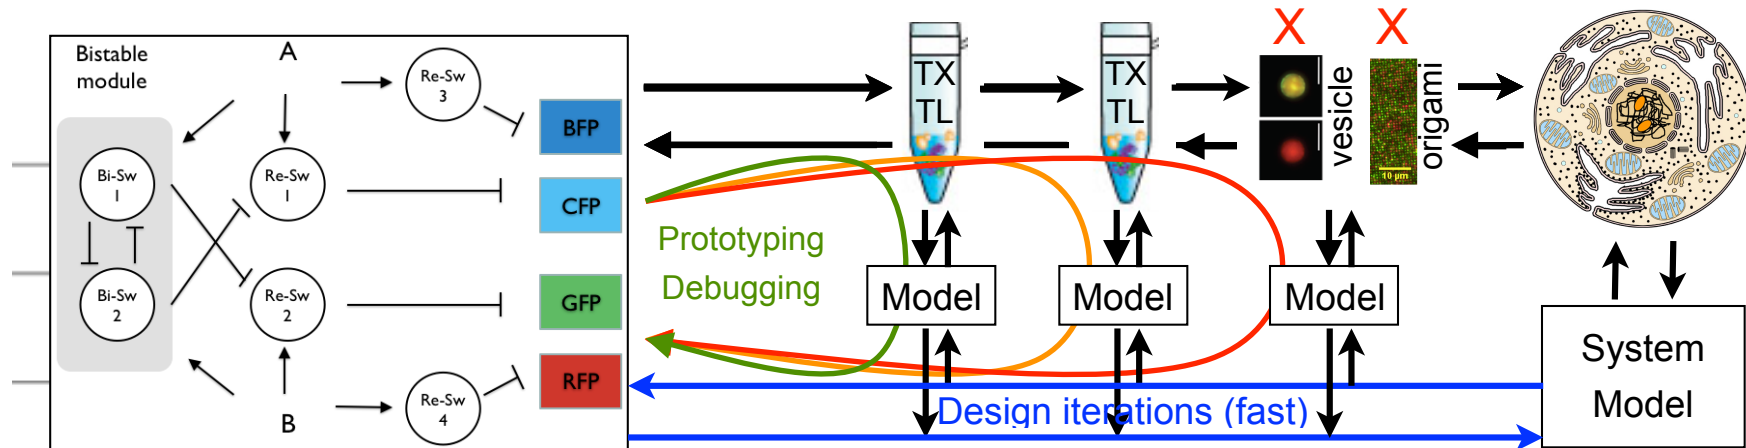 Bistable
module
A
Re-Sw
3
BFP
Bi-Sw
1
Re-Sw
1
CFP
Bi-Sw
2
Re-Sw
2
GFP
RFP
B
Re-Sw
4
TX
TL
TX
TL
X
X
vesicle
origami
10 µm
Prototyping
Debugging
Model
Model
Model
System
Model
Design iterations (fast)